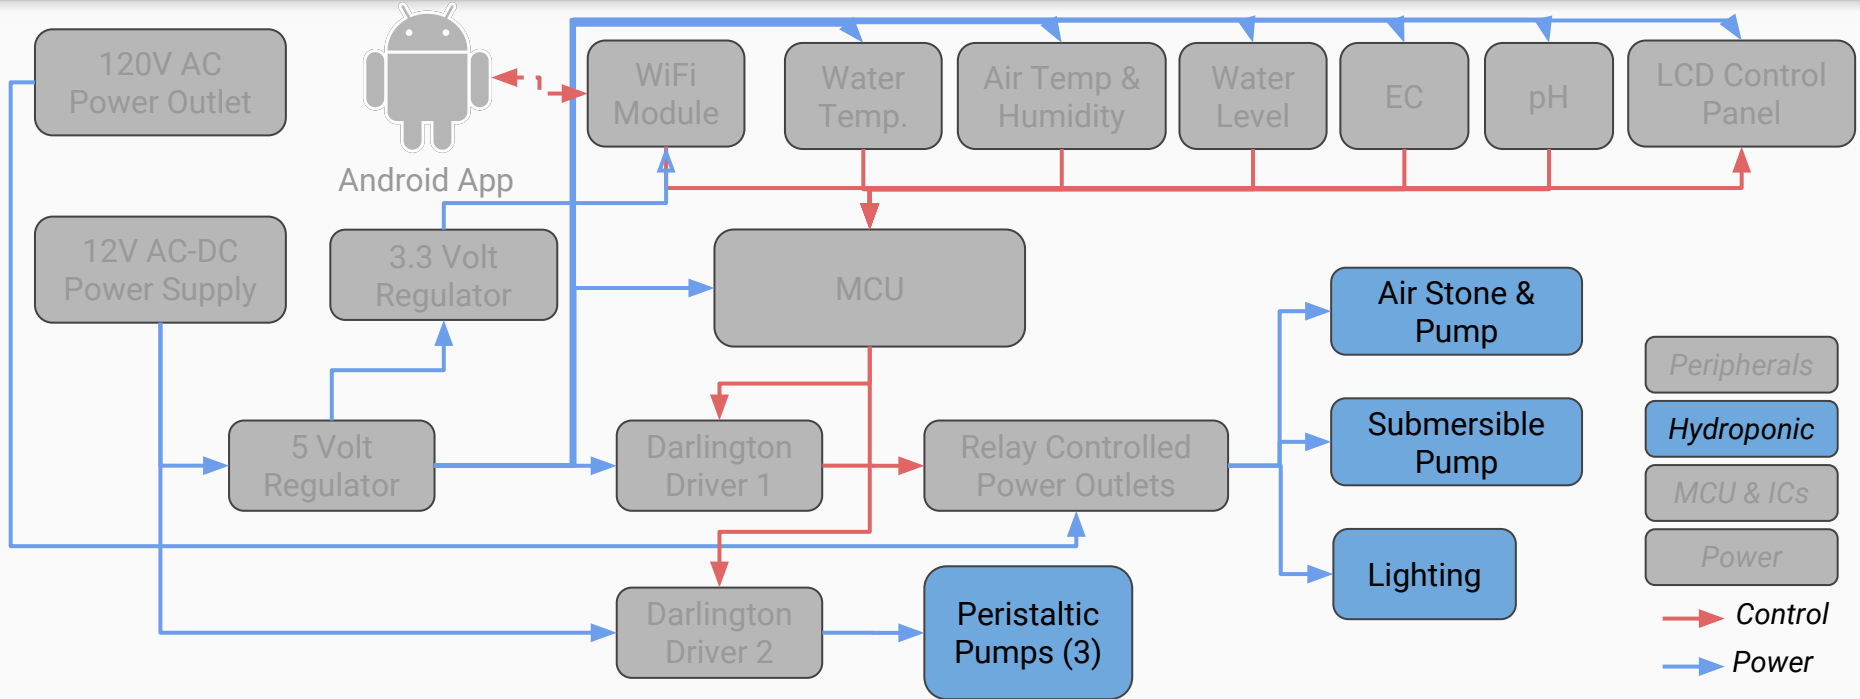 120V AC
Power Outlet
Android App
WiFi
Module
Water
Temp.
Air Temp &
Humidity
Water
Level
EC
pH
LCD Control
Panel
12V AC-DC
Power Supply
3.3 Volt
Regulator
MCU
Air Stone &
Pump
5 Volt
Regulator
Darlington
Driver 1
Relay Controlled
Power Outlets
Submersible
Pump
Lighting
Darlington
Driver 2
Peristaltic
Pumps (3)
Peripherals
Hydroponic
MCU & ICs
Power
Control
Power